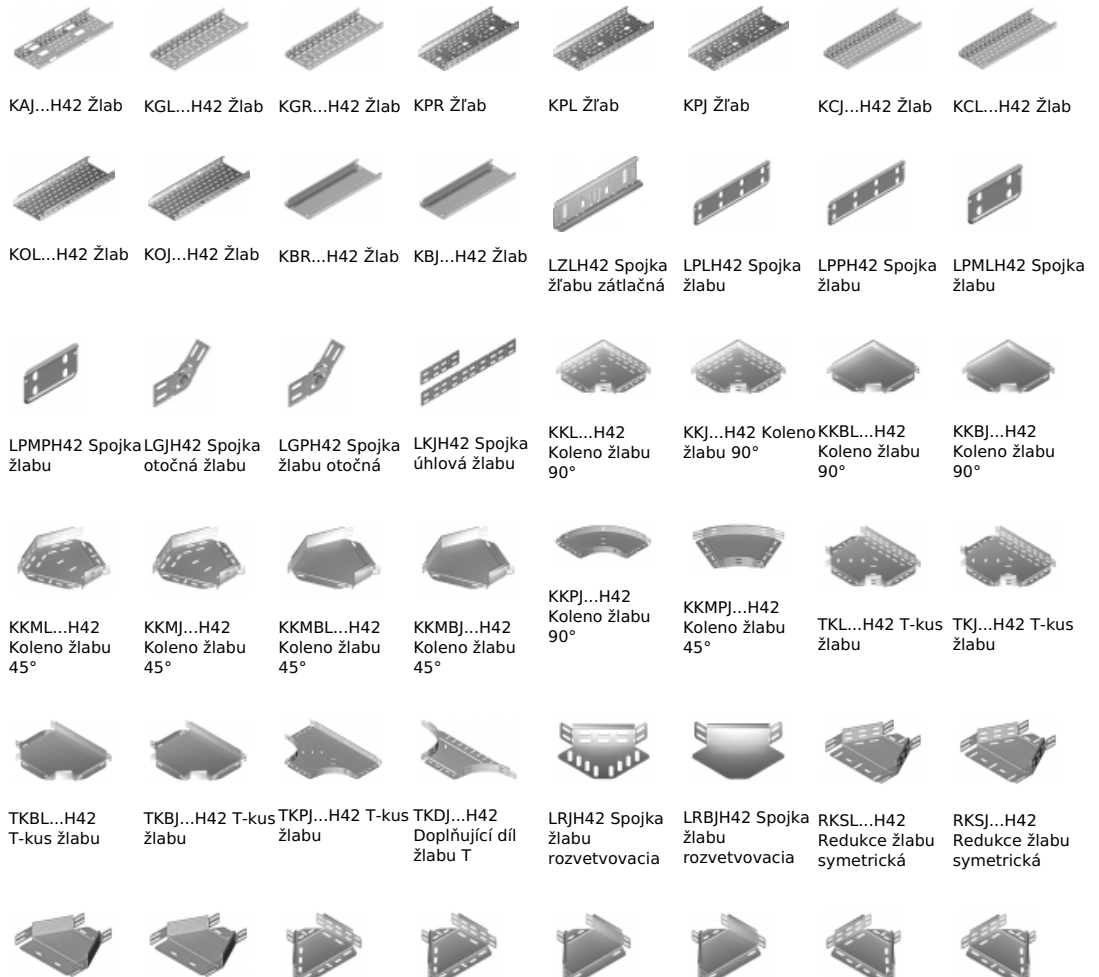 KAJ...H42 Žlab
KGL...H42 Žlab
KGR...H42 Žlab
KPR Žľab
KPL Žľab
KPJ Žľab
KCJ...H42 Žlab
KCL...H42 Žlab
KOL...H42 Žlab
KOJ...H42 Žlab
KBR...H42 Žlab
KBJ...H42 Žlab
LZLH42 Spojka
žľabu zátlačná
LPLH42 Spojka
žlabu
LPPH42 Spojka
žlabu
LPMLH42 Spojka
žlabu
LPMPH42 Spojka
žlabu
LGJH42 Spojka
otočná žlabu
LGPH42 Spojka
žlabu otočná
LKJH42 Spojka
úhlová žlabu
KKL...H42
Koleno žlabu
90°
KKJ...H42 Koleno
žlabu 90°
KKBL...H42
Koleno žlabu
90°
KKBJ...H42
Koleno žlabu
90°
KKML...H42
Koleno žlabu
45°
KKMJ...H42
Koleno žlabu
45°
KKMBL...H42
Koleno žlabu
45°
KKMBJ...H42
Koleno žlabu
45°
KKPJ...H42
Koleno žlabu
90°
KKMPJ...H42
Koleno žlabu
45°
TKL...H42 T-kus
žlabu
TKJ...H42 T-kus
žlabu
TKBL...H42
T-kus žlabu
TKBJ...H42 T-kus
žlabu
TKPJ...H42 T-kus
žlabu
TKDJ...H42
Doplňující díl
žlabu T
LRJH42 Spojka
žlabu
rozvetvovacia
LRBJH42 Spojka
žlabu
rozvetvovacia
RKSL...H42
Redukce žlabu
symetrická
RKSJ...H42
Redukce žlabu
symetrická